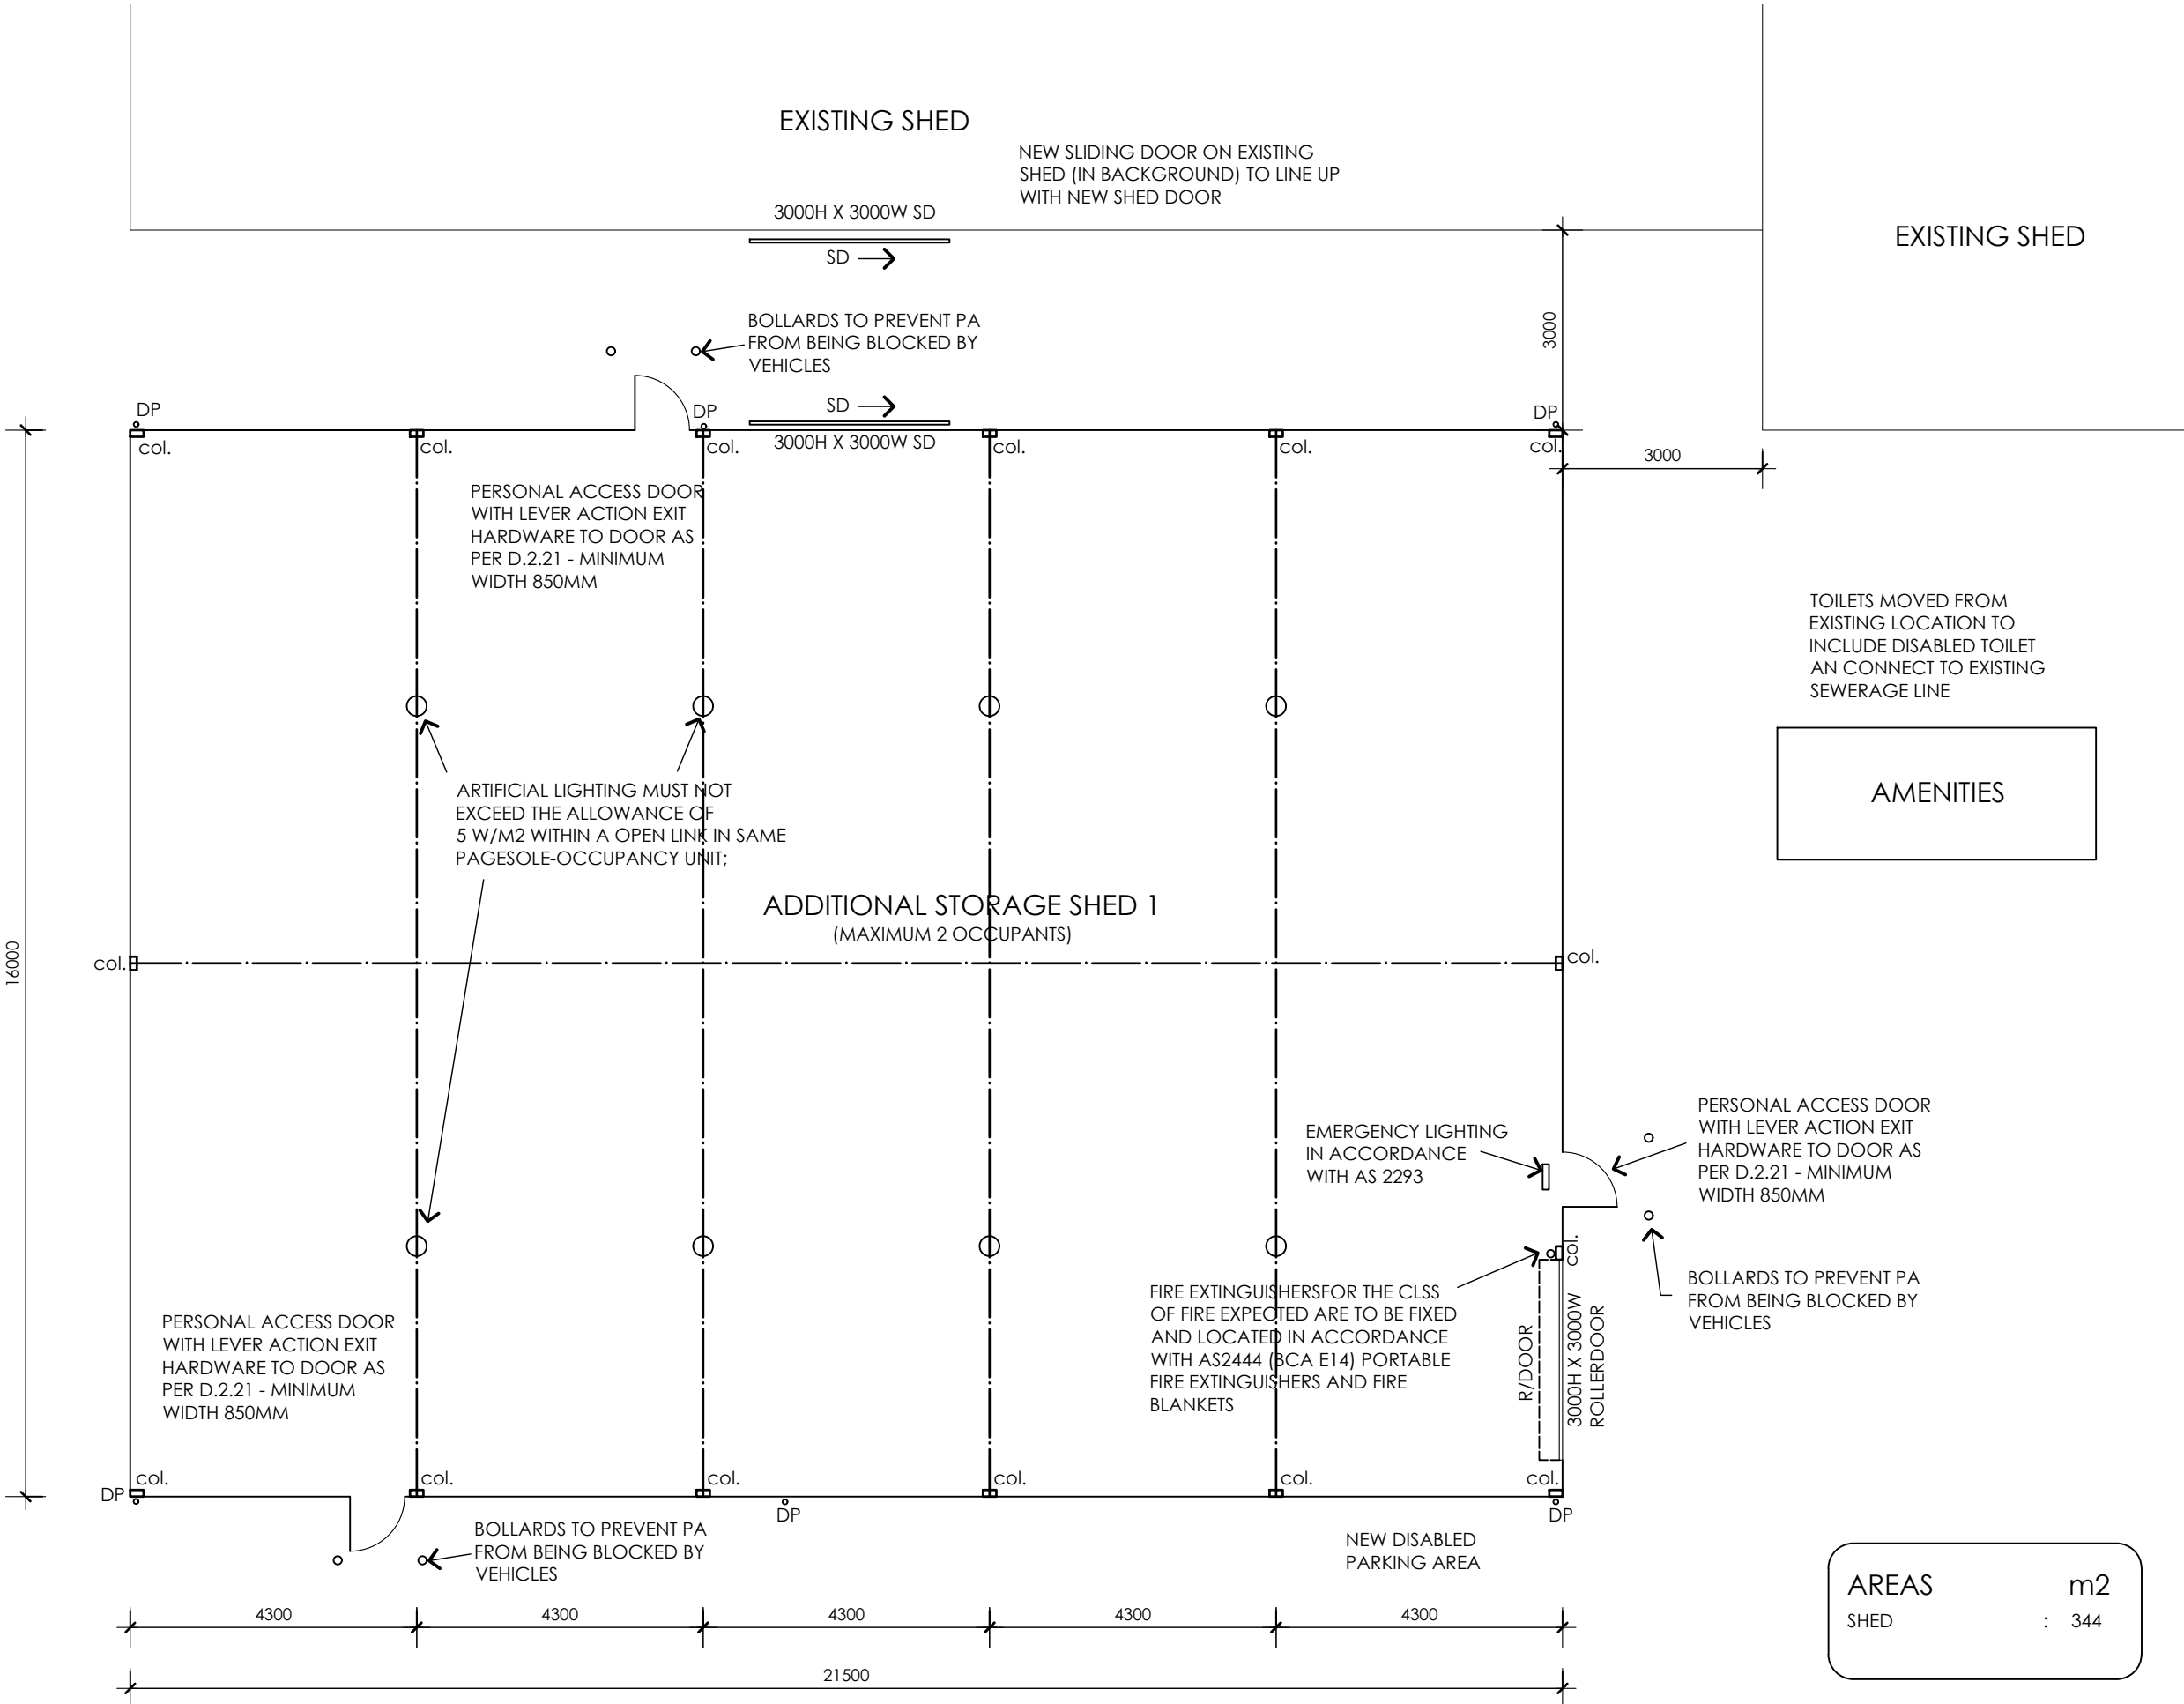 EXISTING SHED
NEW SLIDING DOOR ON EXISTING
SHED (IN BACKGROUND) TO LINE UP
WITH NEW SHED DOOR
3000H X 3000W SD
SD
EXISTING SHED
BOLLARDS TO PREVENT PA
FROM BEING BLOCKED BY
VEHICLES
3000
DP
DP
SD
DP
col.
col.
col.
3000H X 3000W SD
col.
col.
col.
3000
PERSONAL ACCESS DOOR
WITH LEVER ACTION EXIT
HARDWARE TO DOOR AS
PER D.2.21 - MINIMUM
WIDTH 850MM
TOILETS MOVED FROM
EXISTING LOCATION TO
INCLUDE DISABLED TOILET
AN CONNECT TO EXISTING
SEWERAGE LINE
AMENITIES
ARTIFICIAL LIGHTING MUST NOT
EXCEED THE ALLOWANCE OF
5 W/M2 WITHIN A OPEN LINK IN SAME
PAGESOLE-OCCUPANCY UNIT;
ADDITIONAL STORAGE SHED 1
(MAXIMUM 2 OCCUPANTS)
16000
col.
col.
EMERGENCY LIGHTING
IN ACCORDANCE
WITH AS 2293
PERSONAL ACCESS DOOR
WITH LEVER ACTION EXIT
HARDWARE TO DOOR AS
PER D.2.21 - MINIMUM
WIDTH 850MM
col.
BOLLARDS TO PREVENT PA
FROM BEING BLOCKED BY
VEHICLES
FIRE EXTINGUISHERSFOR THE CLSS
OF FIRE EXPECTED ARE TO BE FIXED
AND LOCATED IN ACCORDANCE
WITH AS2444 (BCA E14) PORTABLE
FIRE EXTINGUISHERS AND FIRE
BLANKETS
R/DOOR
3000H X 3000W
ROLLERDOOR
PERSONAL ACCESS DOOR
WITH LEVER ACTION EXIT
HARDWARE TO DOOR AS
PER D.2.21 - MINIMUM
WIDTH 850MM
col.
col.
col.
col.
col.
col.
DP
DP
DP
BOLLARDS TO PREVENT PA
FROM BEING BLOCKED BY
VEHICLES
NEW DISABLED
PARKING AREA
4300
4300
4300
4300
4300
21500
AREAS m2
SHED : 344